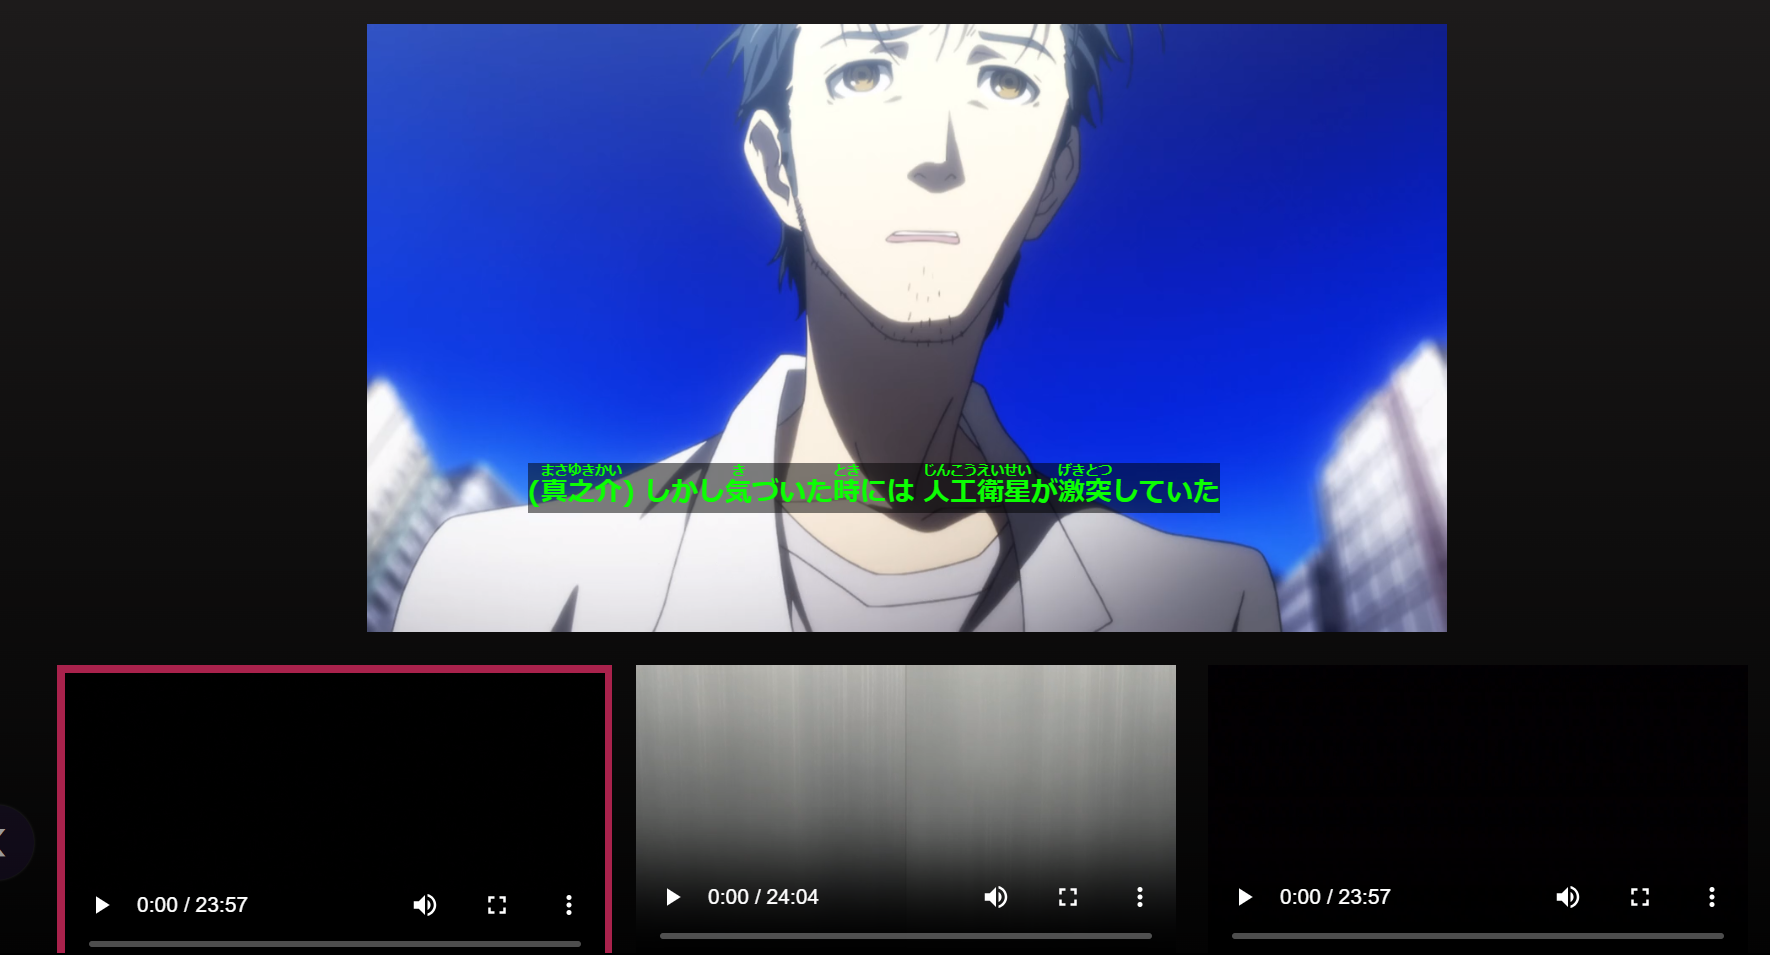 まさゆきかい き とき じんこうえいせい げきとつ
(真之介) しかし気づいた時には 人工衛星が激突していた
0:00 / 23:57
0:00 / 24:04
0:00 / 23:57